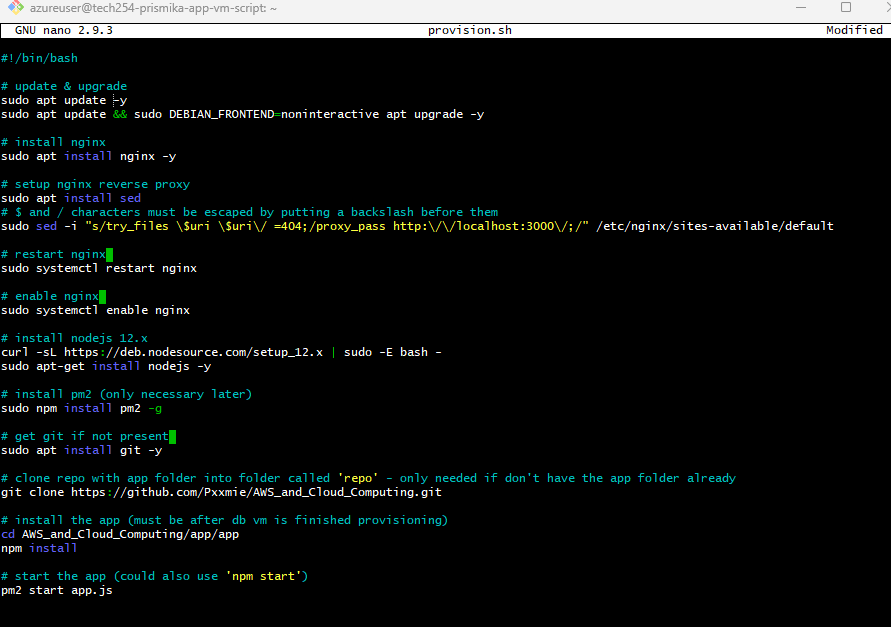 azureuser@tech254-prismika-app-vm-script: ~
GNU nano 2.9.3 provision.sh Modified
#!/bin/bash
# update & upgrade
sudo apt update -y
sudo apt update && sudo DEBIAN_FRONTEND=noninteractive apt upgrade -y
# install nginx
sudo apt install nginx -y
# setup nginx reverse proxy
sudo apt install sed
# $ and / characters must be escaped by putting a backslash before them
sudo sed -i "s/try_files \$uri \$uri\/ =404;/proxy_pass http:\/\/localhost:3000\/;/" /etc/nginx/sites-available/default
# restart nginx
sudo systemctl restart nginx
# enable nginx
sudo systemctl enable nginx
# install nodejs 12.x
curl -sL https://deb.nodesource.com/setup_12.x | sudo -E bash -
sudo apt-get install nodejs -y
# install pm2 (only necessary later)
sudo npm install pm2 -g
# get git if not present
sudo apt install git -y
# clone repo with app folder into folder called 'repo' - only needed if don't have the app folder already
git clone https://github.com/Pxxmie/AWS_and_Cloud_Computing.git
# install the app (must be after db vm is finished provisioning)
cd AWS_and_Cloud_Computing/app/app
npm install
# start the app (could also use 'npm start')
pm2 start app.js